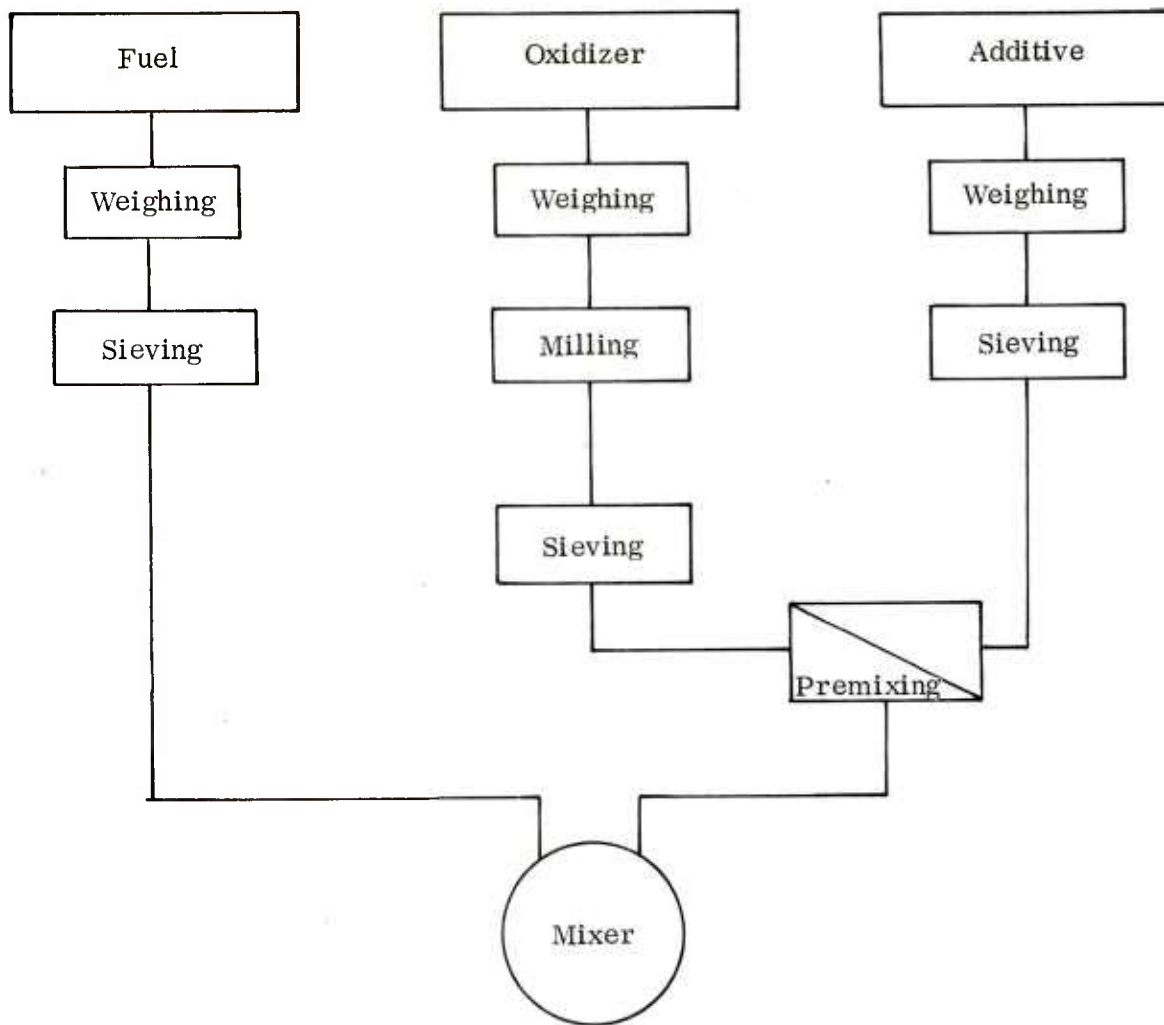 Fuel
Oxidizer
Additive
Weighing
Weighing
Weighing
Sieving
Milling
Sieving
Sieving
Premixing
Mixer